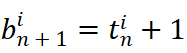 b^i_{n + 1} = t^i_n + 1